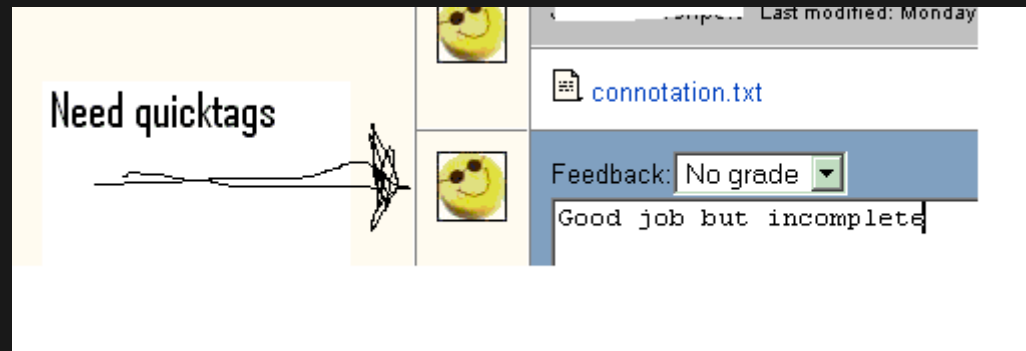 Last modified: Monday
connotation.txt
Need quicktags
Feedback: No grade
Good job but incomplete